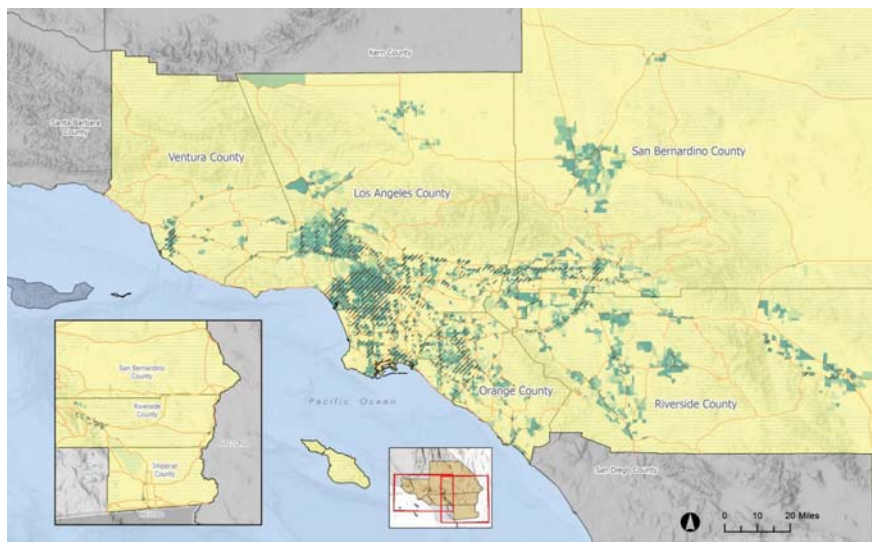 Kern County
Santa Barbara
County
Ventura County
Los Angeles County
San Bernardino County
Orange County
Riverside County
San Diego County
Pacific Ocean
San Bernardino
County
Riverside
County
Imperial
County
0 10 20 Miles